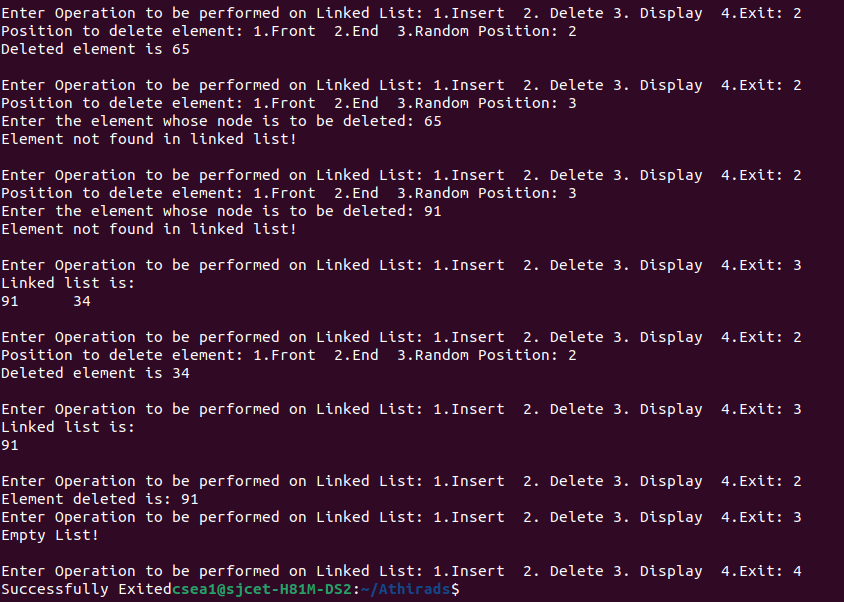 Enter Operation to be performed on Linked List: 1.Insert  2. Delete 3. Display  4.Exit: 2
Position to delete element: 1.Front  2.End  3.Random Position: 2
Deleted element is 65

Enter Operation to be performed on Linked List: 1.Insert  2. Delete 3. Display  4.Exit: 2
Position to delete element: 1.Front  2.End  3.Random Position: 3
Enter the element whose node is to be deleted: 65
Element not found in linked list!

Enter Operation to be performed on Linked List: 1.Insert  2. Delete 3. Display  4.Exit: 2
Position to delete element: 1.Front  2.End  3.Random Position: 3
Enter the element whose node is to be deleted: 91
Element not found in linked list!

Enter Operation to be performed on Linked List: 1.Insert  2. Delete 3. Display  4.Exit: 3
Linked list is:
91      34

Enter Operation to be performed on Linked List: 1.Insert  2. Delete 3. Display  4.Exit: 2
Position to delete element: 1.Front  2.End  3.Random Position: 2
Deleted element is 34

Enter Operation to be performed on Linked List: 1.Insert  2. Delete 3. Display  4.Exit: 3
Linked list is:
91

Enter Operation to be performed on Linked List: 1.Insert  2. Delete 3. Display  4.Exit: 2
Element deleted is: 91
Enter Operation to be performed on Linked List: 1.Insert  2. Delete 3. Display  4.Exit: 3
Empty List!

Enter Operation to be performed on Linked List: 1.Insert  2. Delete 3. Display  4.Exit: 4
Successfully Exitedcsea1@sjcet-H81M-DS2:~/Athirads$